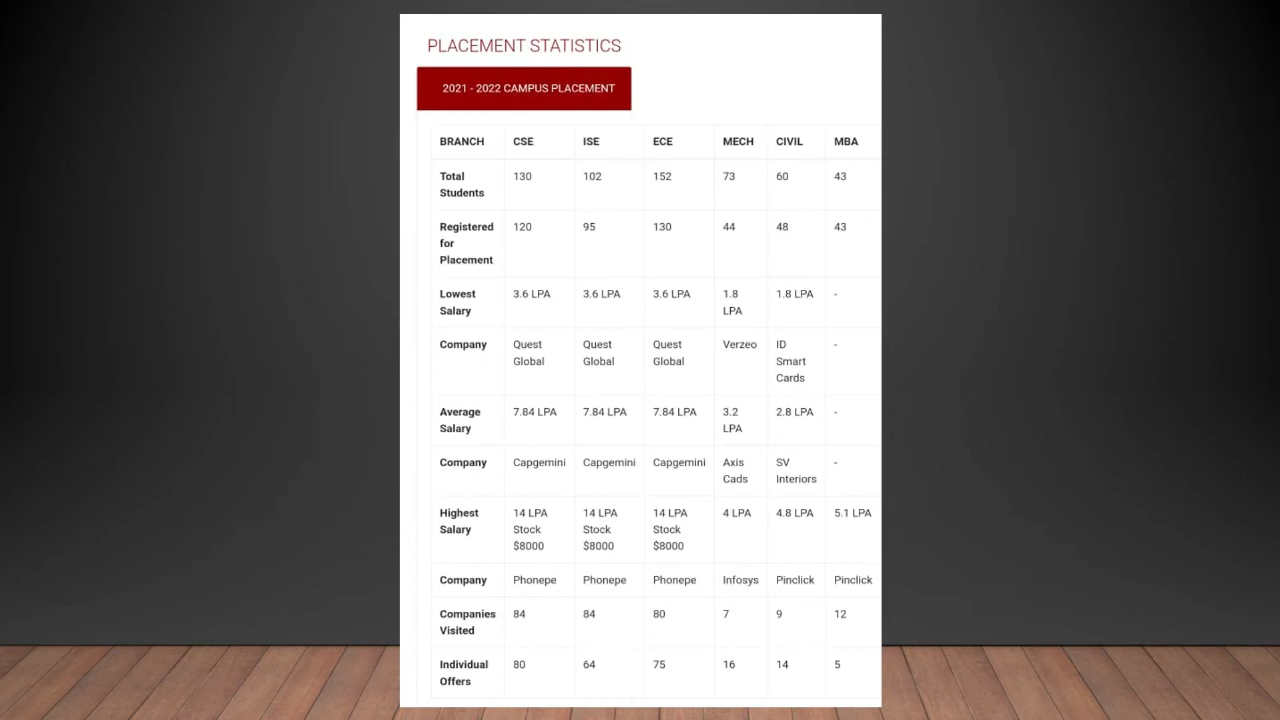 PLACEMENT STATISTICS
2021 - 2022 CAMPUS PLACEMENT
BRANCH CSE ISE ECE MECH CIVIL MBA
Total Students 130 102 152 73 60 43
Registered for Placement 120 95 130 44 48 43
Lowest Salary 3.6 LPA 3.6 LPA 3.6 LPA 1.8 LPA 1.8 LPA -
Company Quest Global Quest Global Quest Global Verzeo ID Smart Cards -
Average Salary 7.84 LPA 7.84 LPA 7.84 LPA 3.2 LPA 2.8 LPA -
Company Capgemini Capgemini Capgemini Axis Cads SV Interiors -
Highest Salary 14 LPA Stock $8000 14 LPA Stock $8000 14 LPA Stock $8000 4 LPA 4.8 LPA 5.1 LPA
Company Phonepe Phonepe Phonepe Infosys Pinclick Pinclick
Companies Visited 84 84 80 7 9 12
Individual Offers 80 64 75 16 14 5